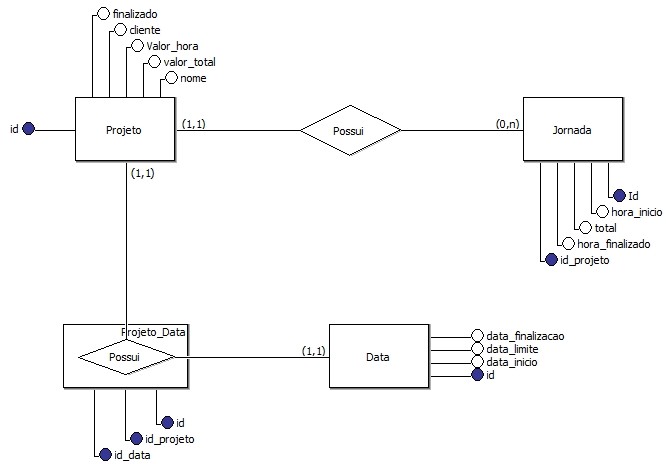 finalizado
cliente
Valor_hora
valor_total
nome
id
Projeto
(1,1)
Possui
(0,n)
Jornada
(1,1)
Id
hora_inicio
total
hora_finalizado
id_projeto
Projeto_Data
Possui
(1,1)
Data
data_finalizacao
data_limite
data_inicio
id
id
id_projeto
id_data